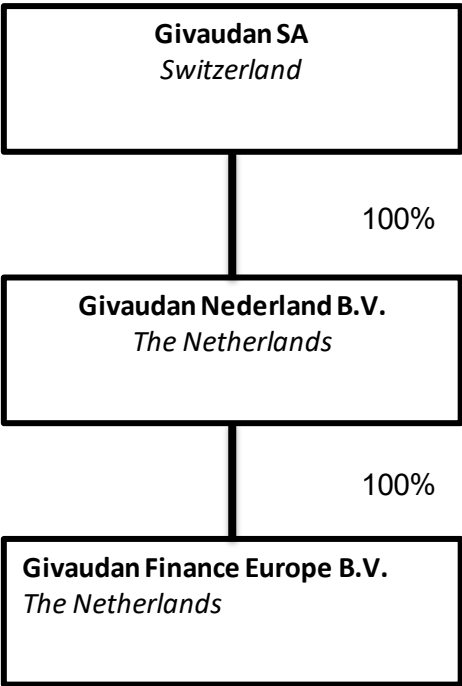 Givaudan SA
Switzerland
100%
Givaudan Nederland B.V.
The Netherlands
100%
Givaudan Finance Europe B.V.
The Netherlands